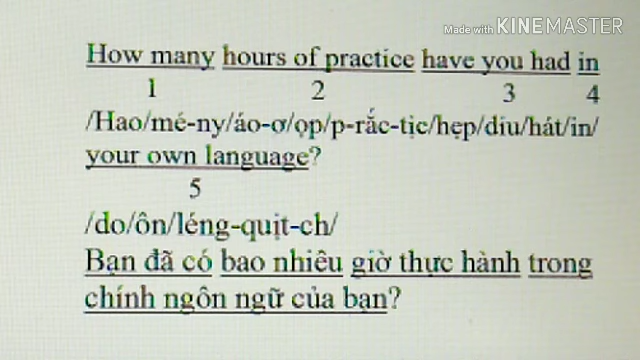 Made with KINEMASTER
How many hours of practice have you had in
1 2 3 4
/Hao/mé-ny/áo-ơ/ọp/p-rắc-tịc/hẹp/diu/hát/in/
your own language?
5
/do/ôn/léng-quịt-ch/
Bạn đã có bao nhiêu giờ thực hành trong
chính ngôn ngữ của bạn?